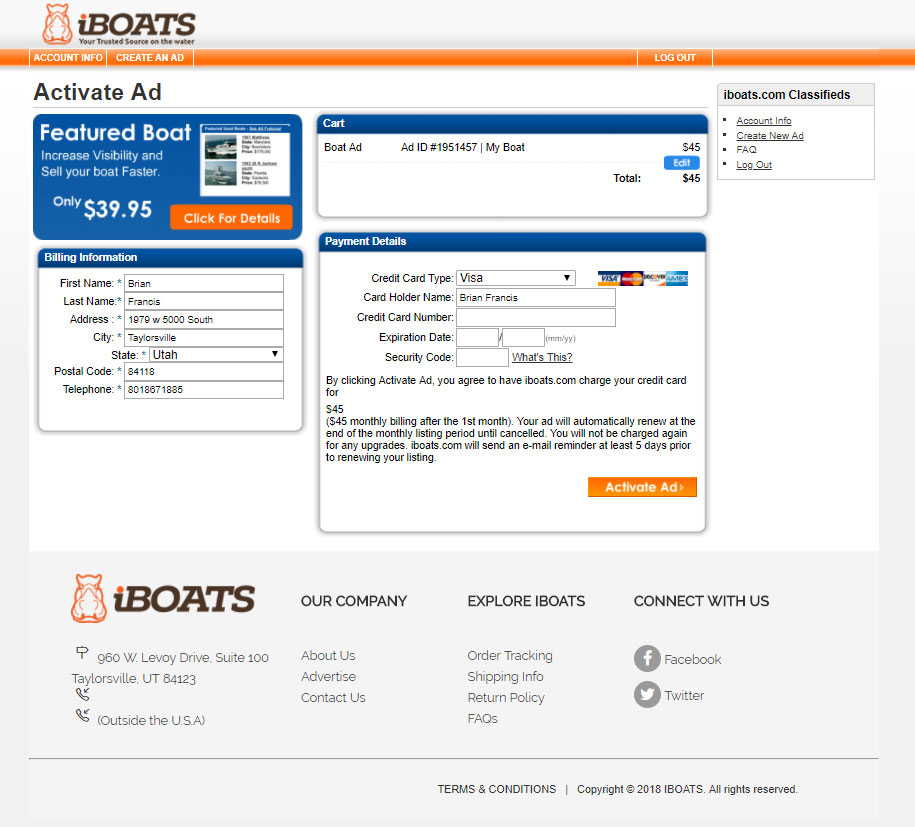 iBOATS
Your Trusted Source on the water
ACCOUNT INFO CREATE AN AD LOG OUT
Activate Ad
Featured Boat
Increase Visibility and
Sell your boat Faster.
Only $39.95
Click For Details
Featured Used Boats - See All Featured
Billing Information
First Name: * Brian
Last Name:* Francis
Address : * 1979 w 5000 South
City: * Taylorsville
State: * Utah
Postal Code: * 84118
Telephone: * 8018671885
Cart
Boat Ad Ad ID #1951457 | My Boat $45
Edit
Total: $45
Payment Details
Credit Card Type: Visa VISA MasterCard DISCOVER AMEX
Card Holder Name: Brian Francis
Credit Card Number:
Expiration Date: / (mm/yy)
Security Code: What's This?
By clicking Activate Ad, you agree to have iboats.com charge your credit card
for
$45
($45 monthly billing after the 1st month). Your ad will automatically renew at the
end of the monthly listing period until cancelled. You will not be charged again
for any upgrades. iboats.com will send an e-mail reminder at least 5 days prior
to renewing your listing.
Activate Ad
iboats.com Classifieds
Account Info
Create New Ad
FAQ
Log Out
iBOATS
960 W. Levoy Drive, Suite 100
Taylorsville, UT 84123
(Outside the U.S.A)
OUR COMPANY
About Us
Advertise
Contact Us
EXPLORE IBOATS
Order Tracking
Shipping Info
Return Policy
FAQs
CONNECT WITH US
Facebook
Twitter
TERMS & CONDITIONS | Copyright © 2018 IBOATS. All rights reserved.